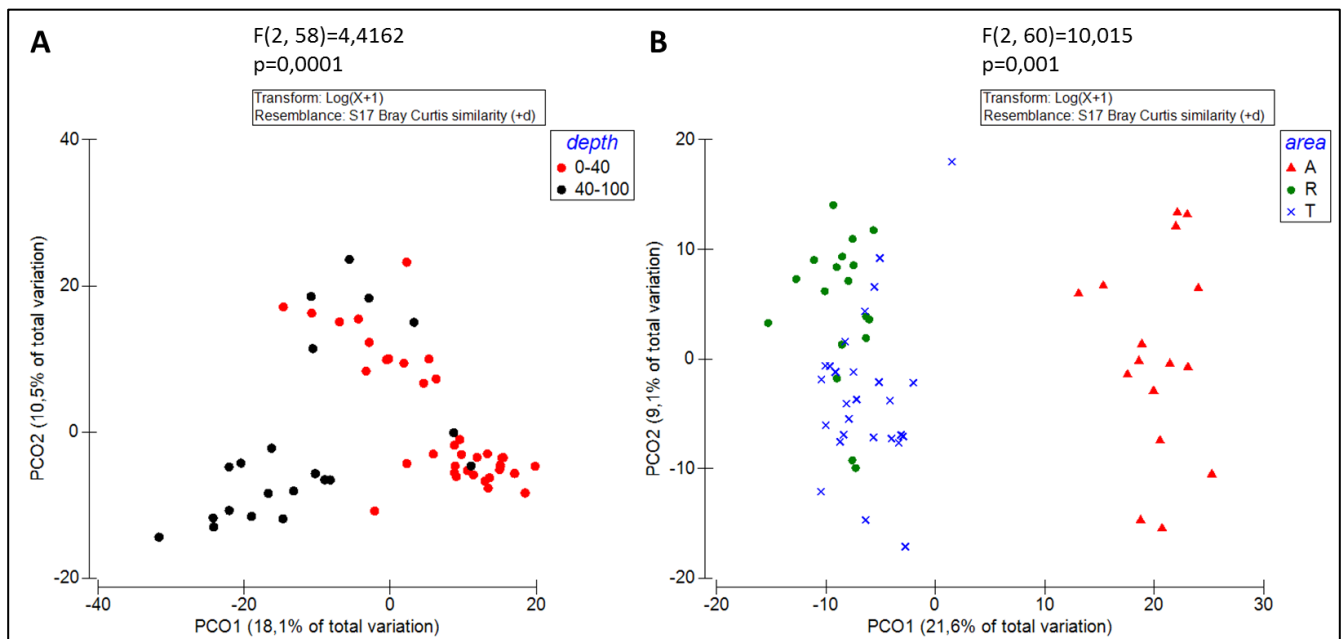 A
F(2, 58)=4,4162
p=0,0001
Transform: Log(X+1)
Resemblance: S17 Bray Curtis similarity (+d)
depth
0-40
40-100
40
20
0
-20
PCO2 (10,5% of total variation)
-40
-20
0
20
PCO1 (18,1% of total variation)
B
F(2, 60)=10,015
p=0,001
Transform: Log(X+1)
Resemblance: S17 Bray Curtis similarity (+d)
area
A
R
T
20
10
0
-10
-20
PCO2 (9,1% of total variation)
-20
-10
0
10
20
30
PCO1 (21,6% of total variation)